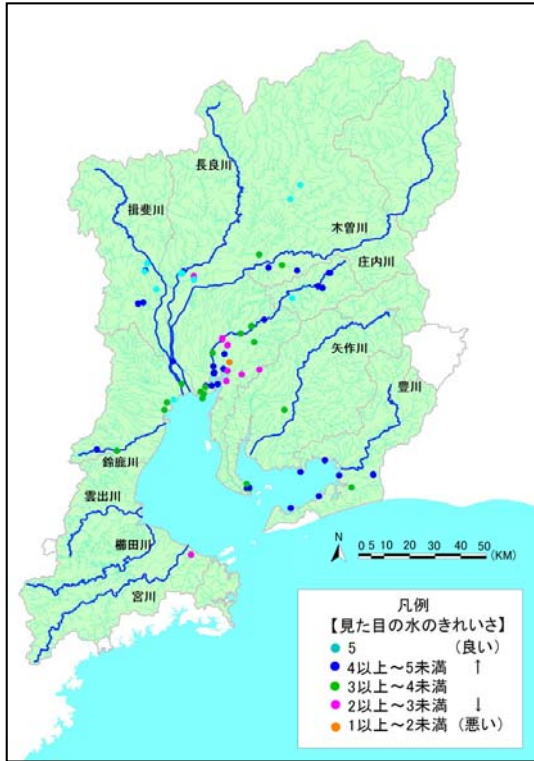 長良川
揖斐川
木曽川
庄内川
矢作川
豊川
鈴鹿川
雲出川
櫛田川
宮川
N
0 5 10 20 30 40 50
(KM)
凡例
【見た目の水のきれいさ】
5 (良い)
4以上~5未満 ↑
3以上~4未満
2以上~3未満 ↓
1以上~2未満 (悪い)